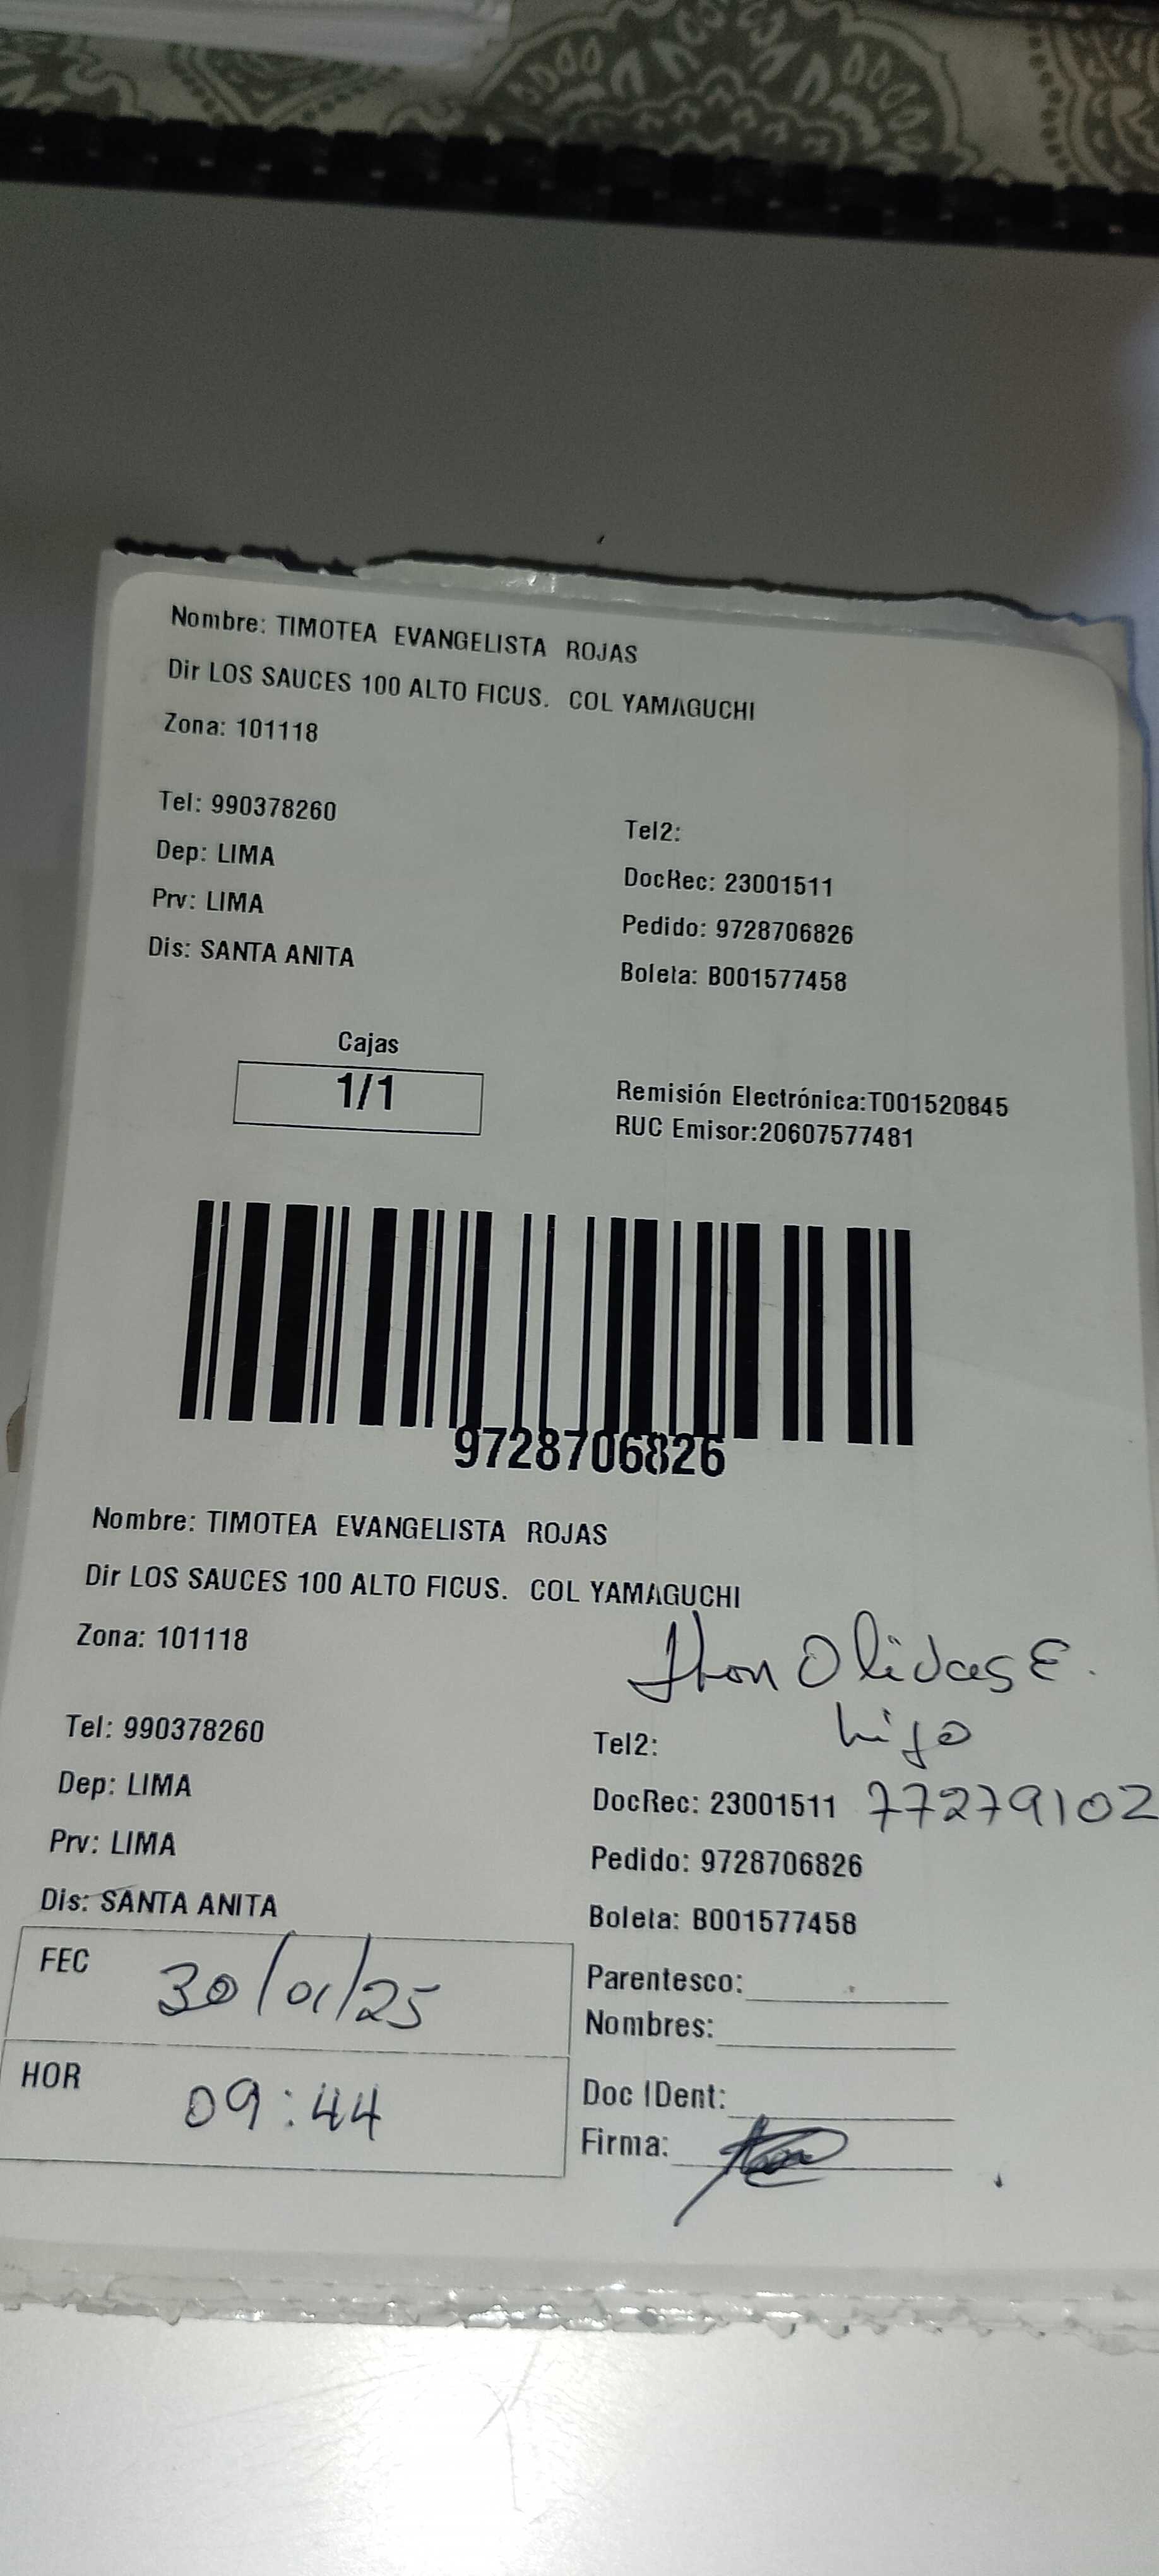 Nombre: TIMOTEA EVANGELISTA ROJAS
Dir LOS SAUCES 100 ALTO FICUS. COL YAMAGUCHI
Zona: 101118
Tel: 990378260
Tel2:
Dep: LIMA
DocRec: 23001511
Prv: LIMA
Pedido: 9728706826
Dis: SANTA ANITA
Boleta: B001577458
Cajas
1/1
Remisión Electrónica:T001520845
RUC Emisor:20607577481
9728706826
Nombre: TIMOTEA EVANGELISTA ROJAS
Dir LOS SAUCES 100 ALTO FICUS. COL YAMAGUCHI
Zona: 101118
Jhon Olivas E.
hijo
Tel: 990378260
Tel2:
Dep: LIMA
DocRec: 23001511 77279102
Prv: LIMA
Pedido: 9728706826
Dis: SANTA ANITA
Boleta: B001577458
FEC 30/01/25
Parentesco:
Nombres:
HOR 09:44
Doc IDent:
Firma: